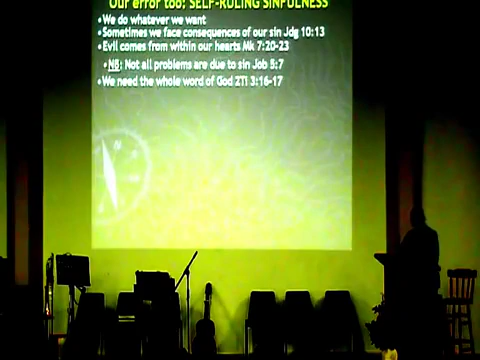 Our error too: SELF-RULING SINFULNESS
•We do whatever we want
•Sometimes we face consequences of our sin Jdg 10:13
•Evil comes from within our hearts Mk 7:20-23
•NB: Not all problems are due to sin Job 5:7
•We need the whole word of God 2Ti 3:16-17